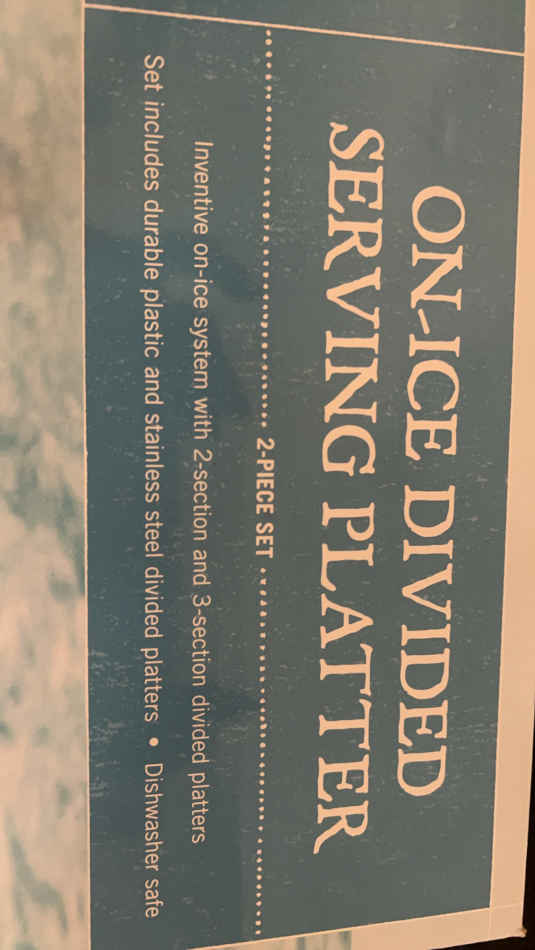 ON-ICE DIVIDED
SERVING PLATTER
2-PIECE SET
Inventive on-ice system with 2-section and 3-section divided platters
Set includes durable plastic and stainless steel divided platters • Dishwasher safe